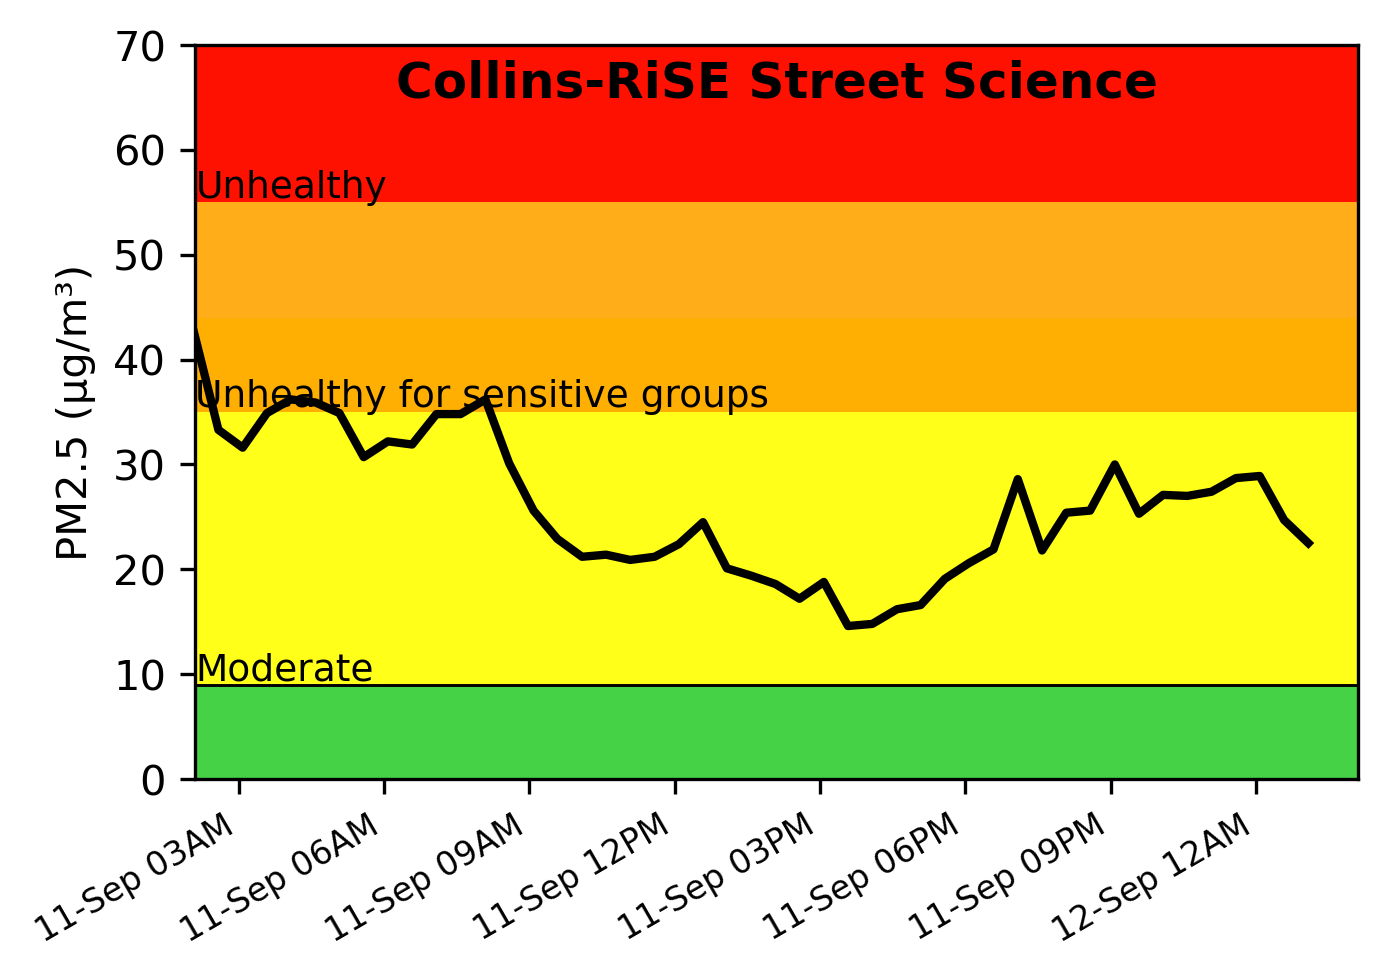 Collins-RiSE Street Science
PM2.5 (µg/m³)
70
60
50
40
30
20
10
0
Unhealthy
Unhealthy for sensitive groups
Moderate
11-Sep 03AM
11-Sep 06AM
11-Sep 09AM
11-Sep 12PM
11-Sep 03PM
11-Sep 06PM
11-Sep 09PM
12-Sep 12AM